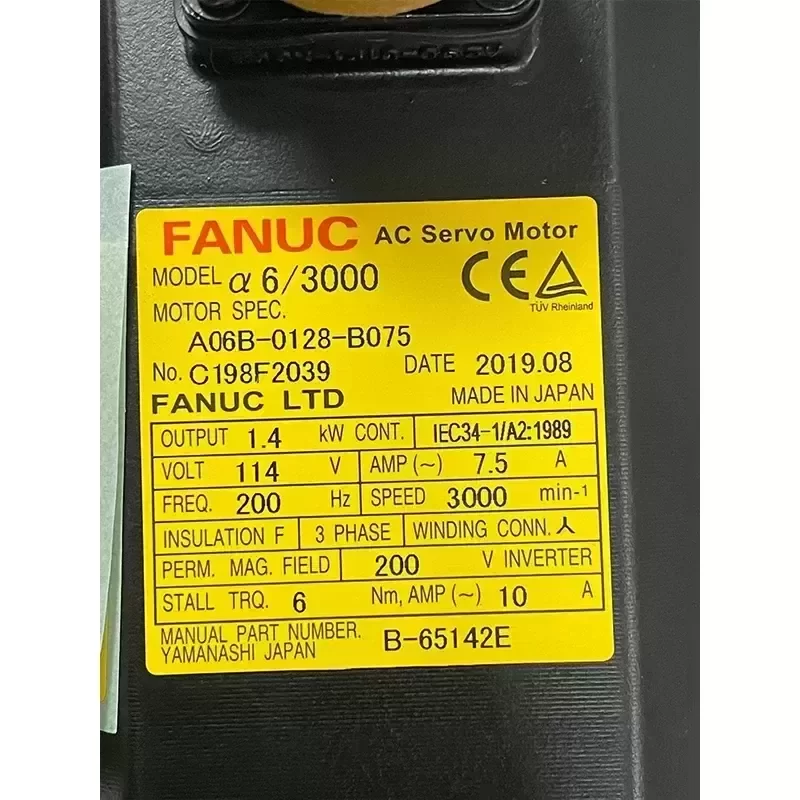 FANUC AC Servo Motor
MODEL α 6/3000
MOTOR SPEC.
A06B-0128-B075
No. C198F2039 DATE 2019.08
CE
TÜV Rheinland
FANUC LTD MADE IN JAPAN
OUTPUT 1.4 kW CONT. IEC34-1/A2:1989
VOLT 114 V AMP (~) 7.5 A
FREQ. 200 Hz SPEED 3000 min-1
INSULATION F 3 PHASE WINDING CONN. 人
PERM. MAG. FIELD 200 V INVERTER
STALL TRQ. 6 Nm, AMP (~) 10 A
MANUAL PART NUMBER. B-65142E
YAMANASHI JAPAN